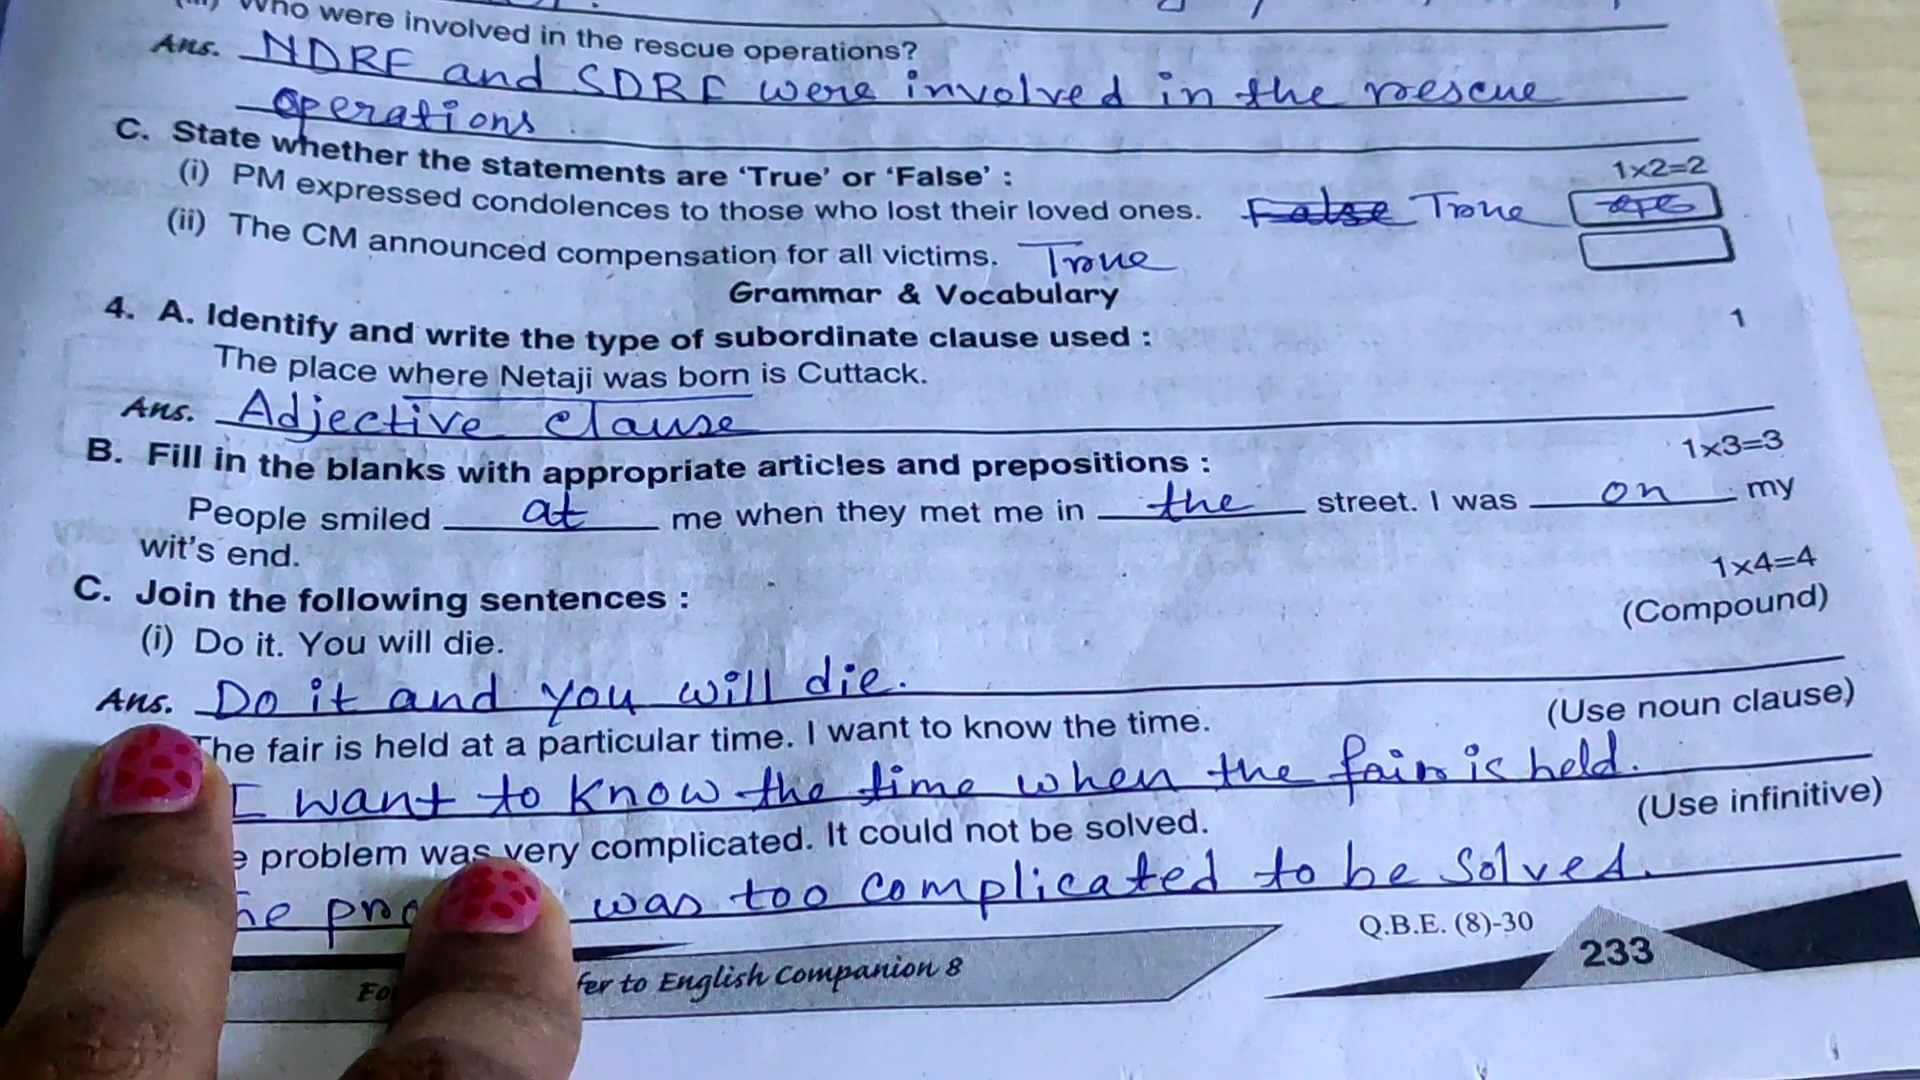 Who were involved in the rescue operations?
Ans. NDRF and SDRF were involved in the rescue
operations.
C. State whether the statements are 'True' or 'False' : 1x2=2
(i) PM expressed condolences to those who lost their loved ones. False True
(ii) The CM announced compensation for all victims. True
Grammar & Vocabulary
4. A. Identify and write the type of subordinate clause used : 1
The place where Netaji was born is Cuttack.
Ans. Adjective clause
B. Fill in the blanks with appropriate articles and prepositions : 1x3=3
People smiled at me when they met me in the street. I was on my
wit's end.
C. Join the following sentences : 1x4=4
(i) Do it. You will die. (Compound)
Ans. Do it and you will die.
The fair is held at a particular time. I want to know the time. (Use noun clause)
I want to know the time when the fair is held.
problem was very complicated. It could not be solved. (Use infinitive)
was too complicated to be solved.
Q.B.E. (8)-30
to English Companion 8
233